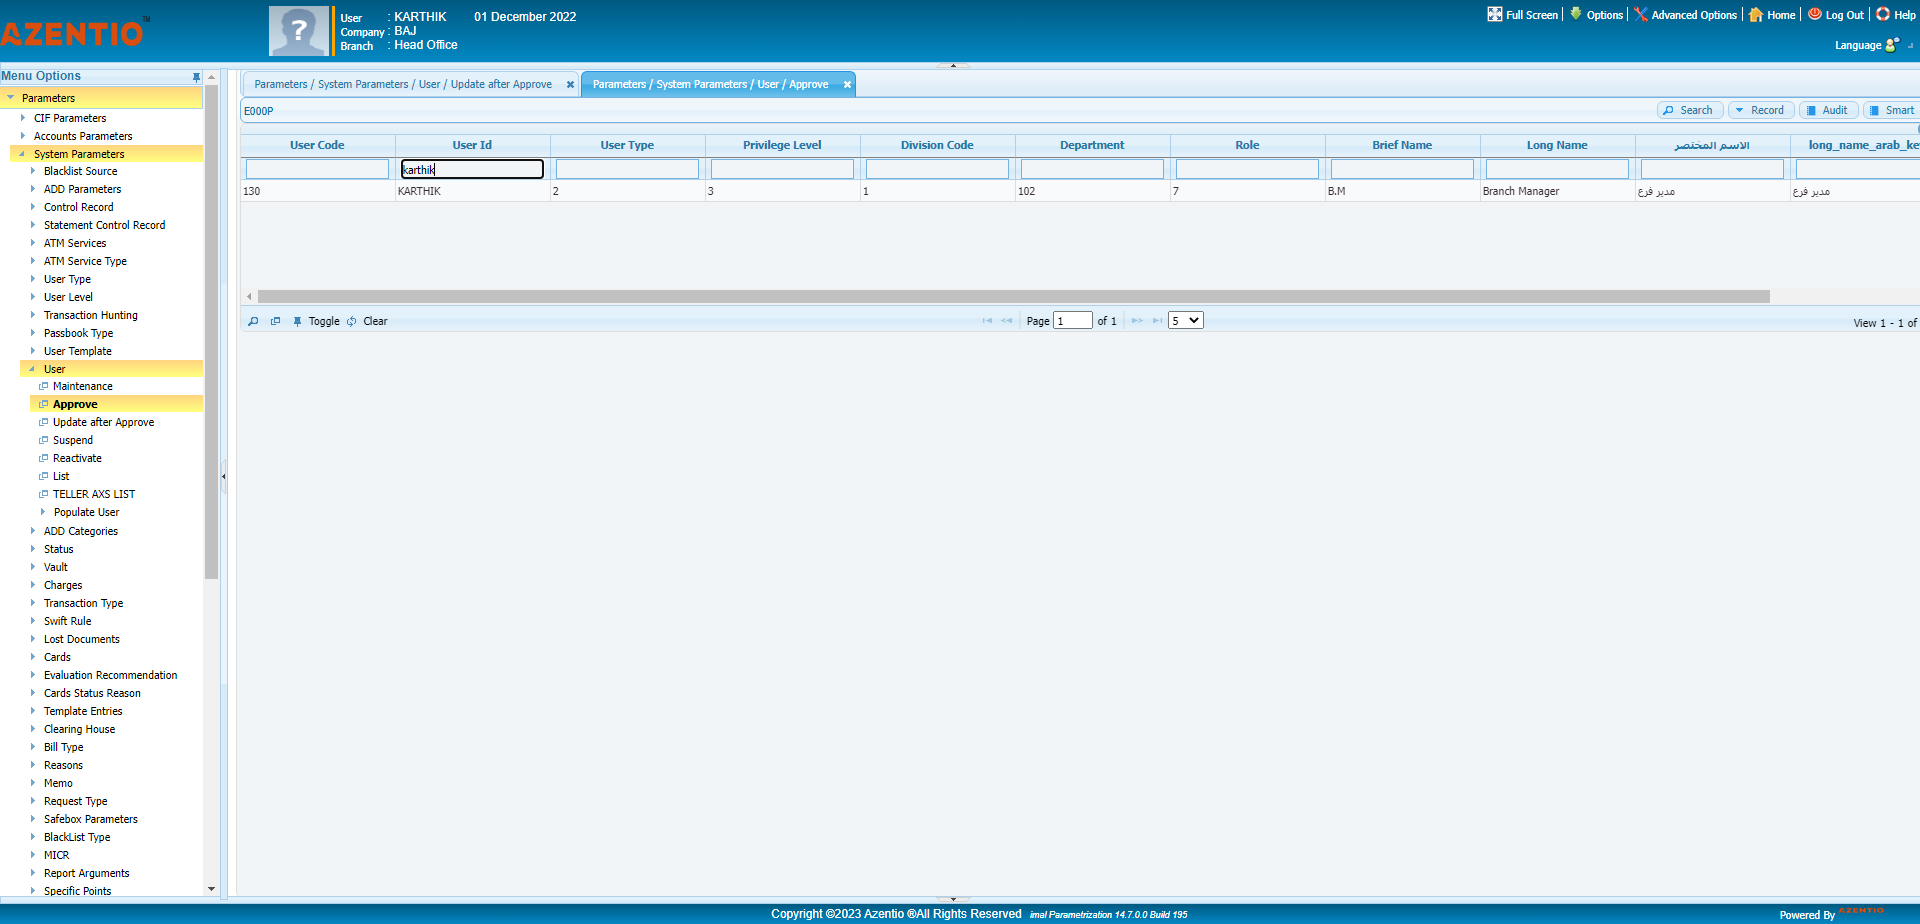 AZENTIO TM
User : KARTHIK 01 December 2022
Company : BAJ
Branch : Head Office
Full Screen Options Advanced Options Home Log Out Help
Language
Menu Options
Parameters
CIF Parameters
Accounts Parameters
System Parameters
Blacklist Source
ADD Parameters
Control Record
Statement Control Record
ATM Services
ATM Service Type
User Type
User Level
Transaction Hunting
Passbook Type
User Template
User
Maintenance
Approve
Update after Approve
Suspend
Reactivate
List
TELLER AXS LIST
Populate User
ADD Categories
Status
Vault
Charges
Transaction Type
Swift Rule
Lost Documents
Cards
Evaluation Recommendation
Cards Status Reason
Template Entries
Clearing House
Bill Type
Reasons
Memo
Request Type
Safebox Parameters
BlackList Type
MICR
Report Arguments
Specific Points
Parameters / System Parameters / User / Update after Approve
Parameters / System Parameters / User / Approve
E000P
Search Record Audit Smart
User Code User Id User Type Privilege Level Division Code Department Role Brief Name Long Name الاسم المختصر long_name_arab_key
karthik
130 KARTHIK 2 3 1 102 7 B.M Branch Manager مدير فرع مدير فرع
Toggle Clear
Page 1 of 1 5
View 1 - 1 of
Copyright ©2023 Azentio ®All Rights Reserved imal Parametrization 14.7.0.0 Build 195
Powered By AZENTIO